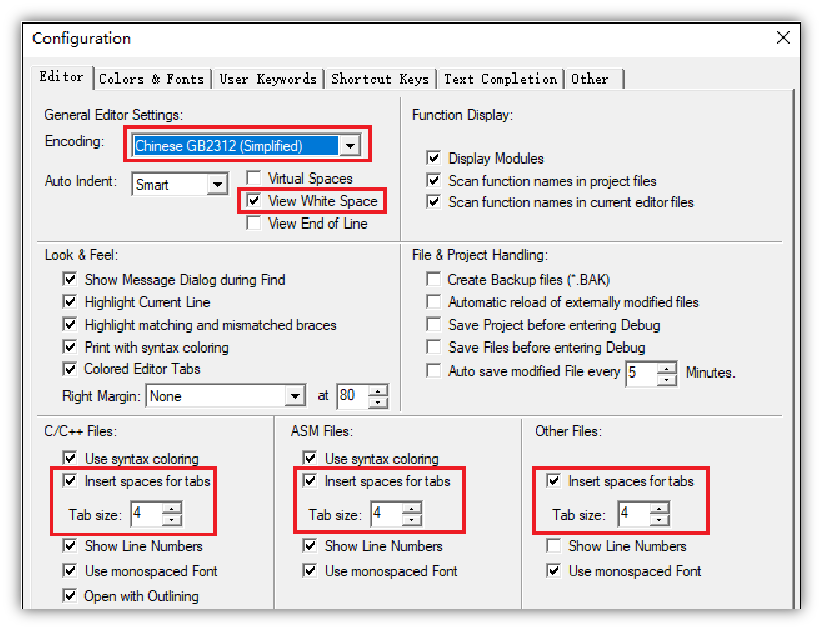 Configuration
Editor Colors & Fonts User Keywords Shortcut Keys Text Completion Other
General Editor Settings:
Encoding: Chinese GB2312 (Simplified)
Auto Indent: Smart
Virtual Spaces
View White Space
View End of Line
Function Display:
Display Modules
Scan function names in project files
Scan function names in current editor files
Look & Feel:
Show Message Dialog during Find
Highlight Current Line
Highlight matching and mismatched braces
Print with syntax coloring
Colored Editor Tabs
Right Margin: None at 80
File & Project Handling:
Create Backup files (*.BAK)
Automatic reload of externally modified files
Save Project before entering Debug
Save Files before entering Debug
Auto save modified File every 5 Minutes.
C/C++ Files:
Use syntax coloring
Insert spaces for tabs
Tab size: 4
Show Line Numbers
Use monospaced Font
Open with Outlining
ASM Files:
Use syntax coloring
Insert spaces for tabs
Tab size: 4
Show Line Numbers
Use monospaced Font
Other Files:
Insert spaces for tabs
Tab size: 4
Show Line Numbers
Use monospaced Font